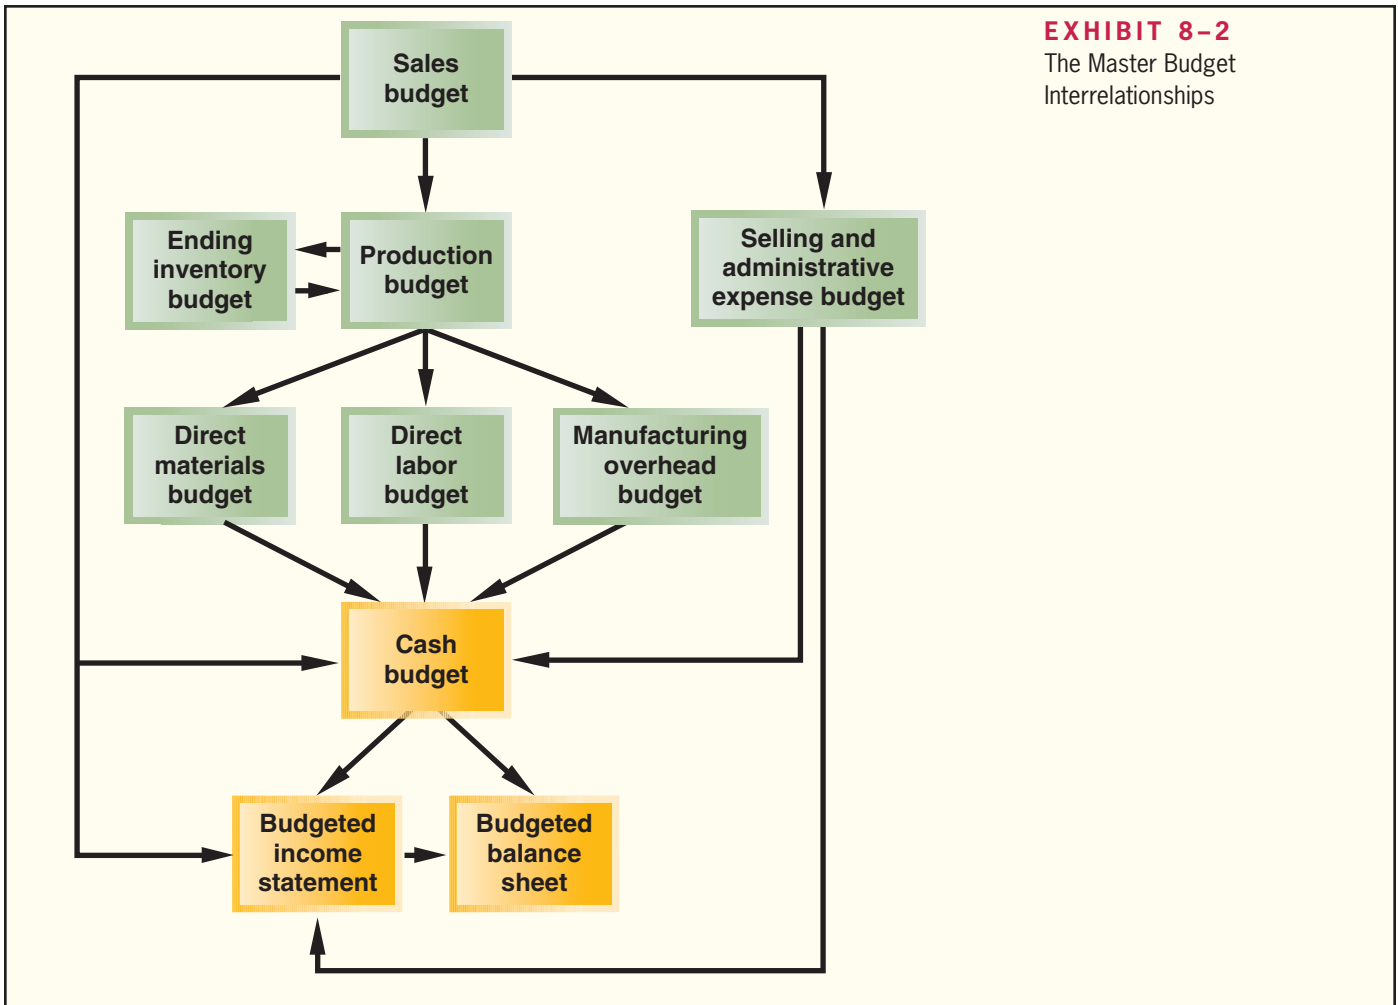 EXHIBIT 8–2
The Master Budget
Interrelationships
Sales
budget
Ending
inventory
budget
Production
budget
Selling and
administrative
expense budget
Direct
materials
budget
Direct
labor
budget
Manufacturing
overhead
budget
Cash
budget
Budgeted
income
statement
Budgeted
balance
sheet